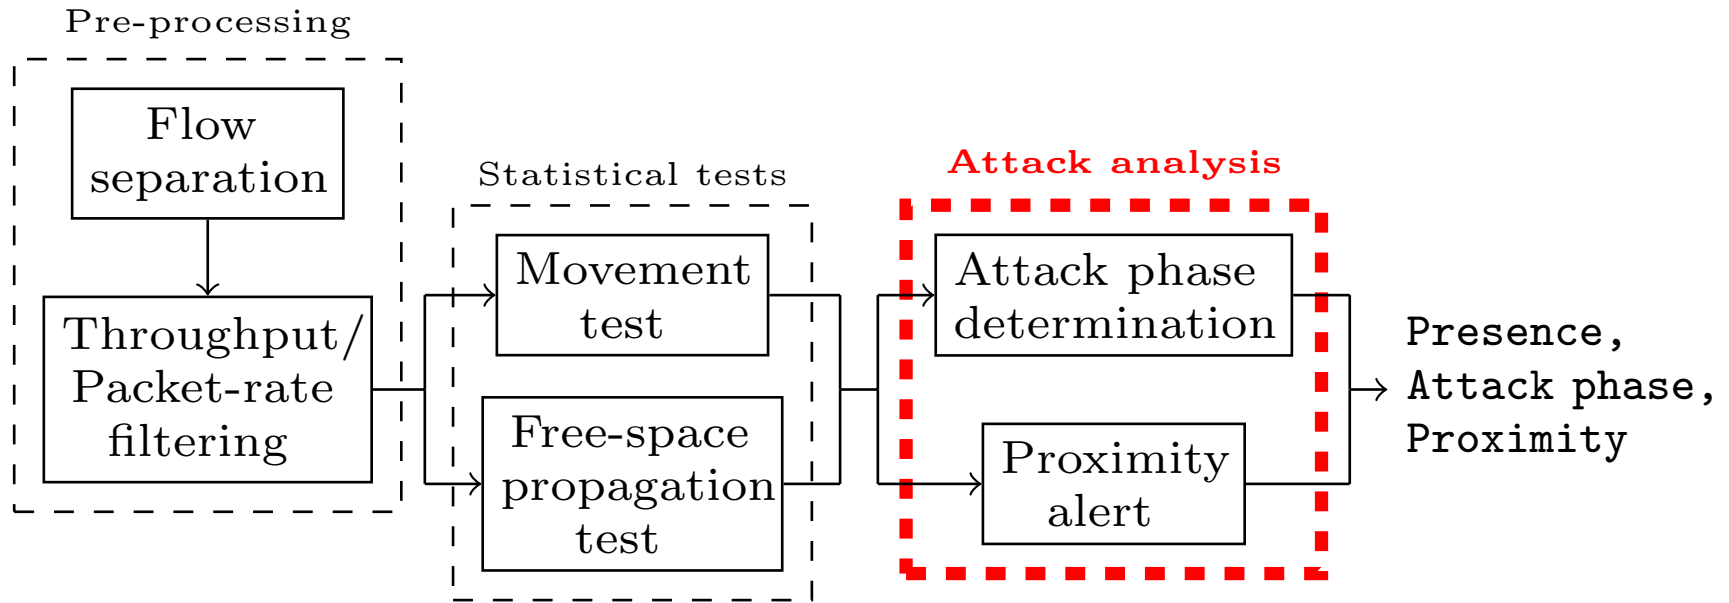 Pre-processing
Flow
separation
Throughput/
Packet-rate
filtering
Statistical tests
Movement
test
Free-space
propagation
test
Attack analysis
Attack phase
determination
Proximity
alert
Presence,
Attack phase,
Proximity